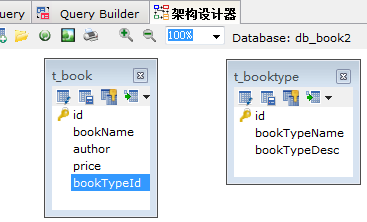 uery
Query Builder
架构设计器
100%
Database: db_book2
t_book
id
bookName
author
price
bookTypeId
t_booktype
id
bookTypeName
bookTypeDesc